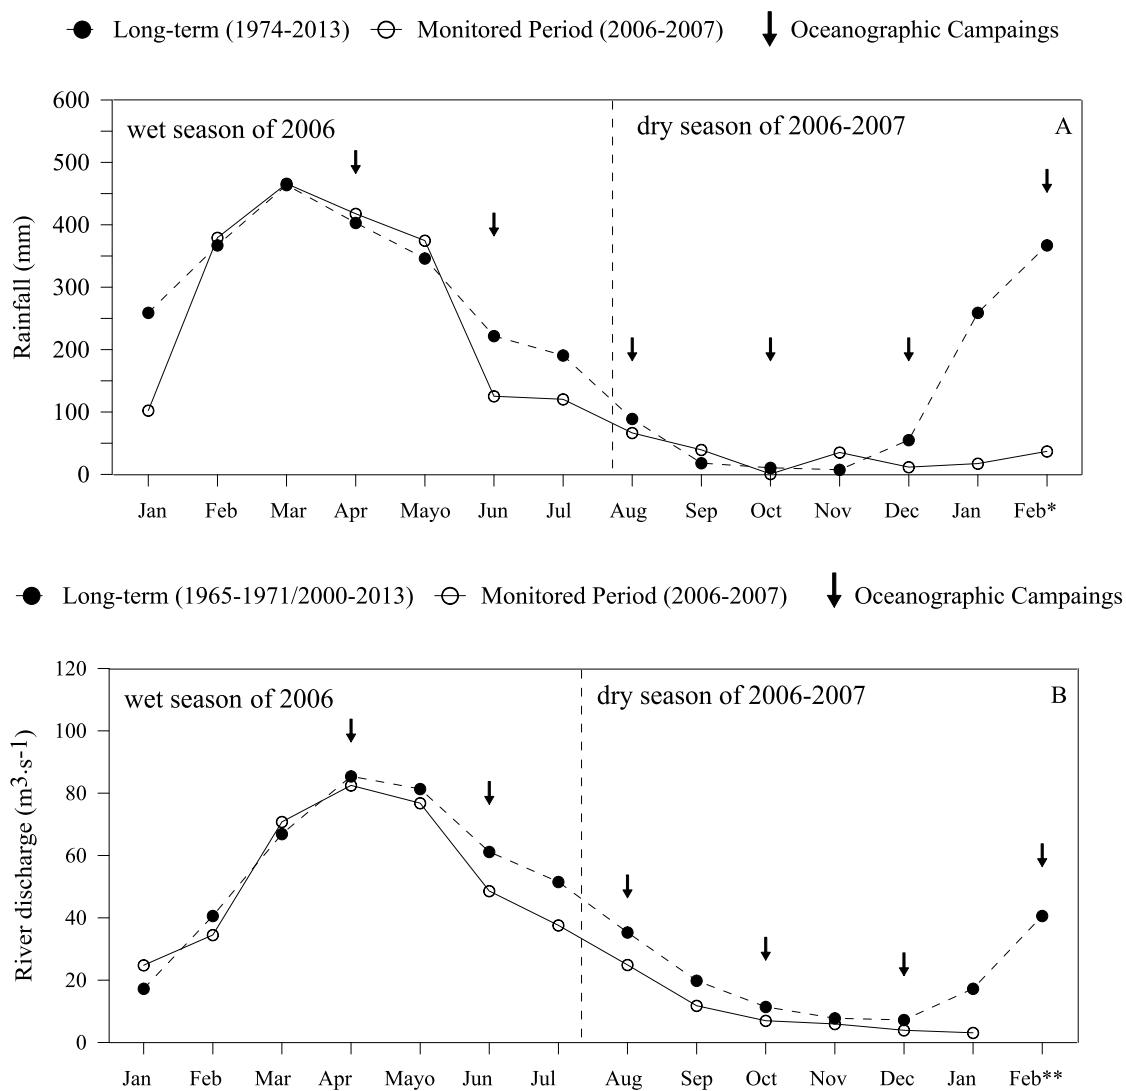 Long-term (1974-2013) Monitored Period (2006-2007) Oceanographic Campaings
wet season of 2006
dry season of 2006-2007
A
Rainfall (mm)
600
500
400
300
200
100
0
Jan Feb Mar Apr Mayo Jun Jul Aug Sep Oct Nov Dec Jan Feb*
Long-term (1965-1971/2000-2013) Monitored Period (2006-2007) Oceanographic Campaings
wet season of 2006
dry season of 2006-2007
B
River discharge (m³·s⁻¹)
120
100
80
60
40
20
0
Jan Feb Mar Apr Mayo Jun Jul Aug Sep Oct Nov Dec Jan Feb**